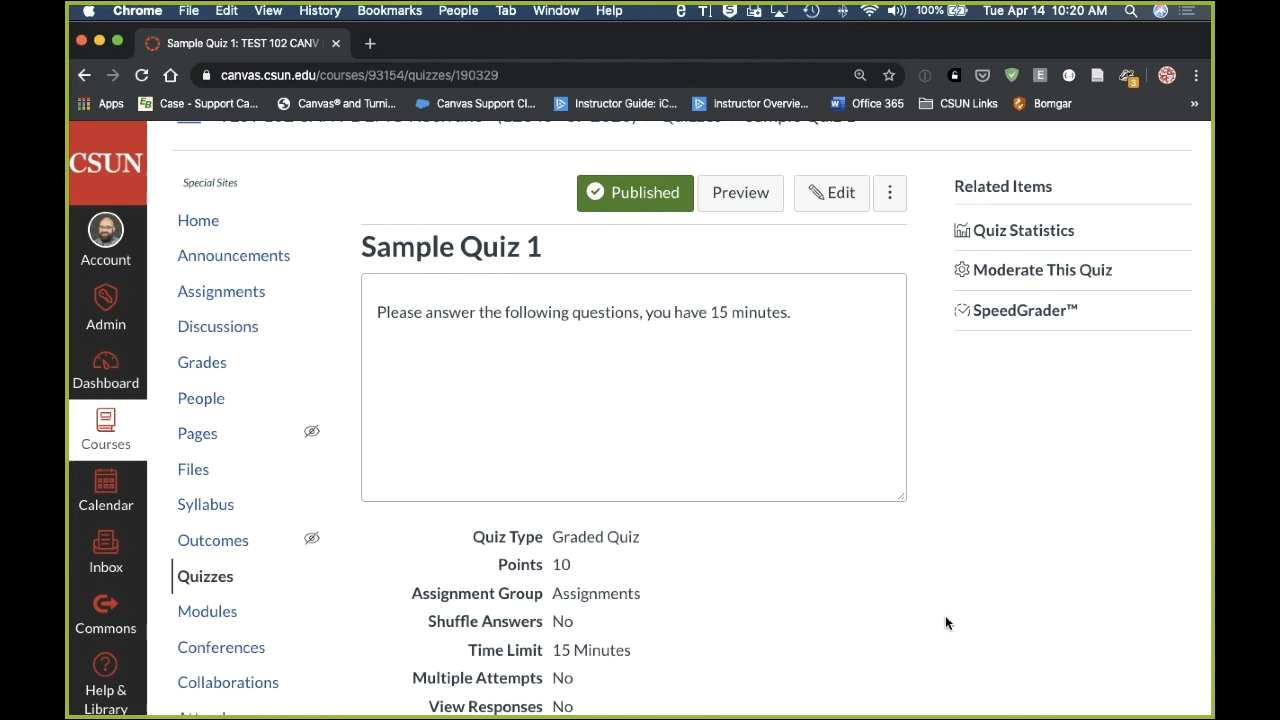 Chrome File Edit View History Bookmarks People Tab Window Help 100% Tue Apr 14 10:20 AM
Sample Quiz 1: TEST 102 CANV
canvas.csun.edu/courses/93154/quizzes/190329
3
Apps Case - Support Ca... Canvas® and Turni... Canvas Support Cl... Instructor Guide: iC... Instructor Overvie... Office 365 CSUN Links Bomgar »
CSUN
Account
Admin
Dashboard
Courses
Calendar
Inbox
Commons
Help &
Library
Special Sites
Home
Announcements
Assignments
Discussions
Grades
People
Pages
Files
Syllabus
Outcomes
Quizzes
Modules
Conferences
Collaborations
Published Preview Edit
Sample Quiz 1
Please answer the following questions, you have 15 minutes.
Quiz Type Graded Quiz
Points 10
Assignment Group Assignments
Shuffle Answers No
Time Limit 15 Minutes
Multiple Attempts No
View Responses No
Related Items
Quiz Statistics
Moderate This Quiz
SpeedGrader™